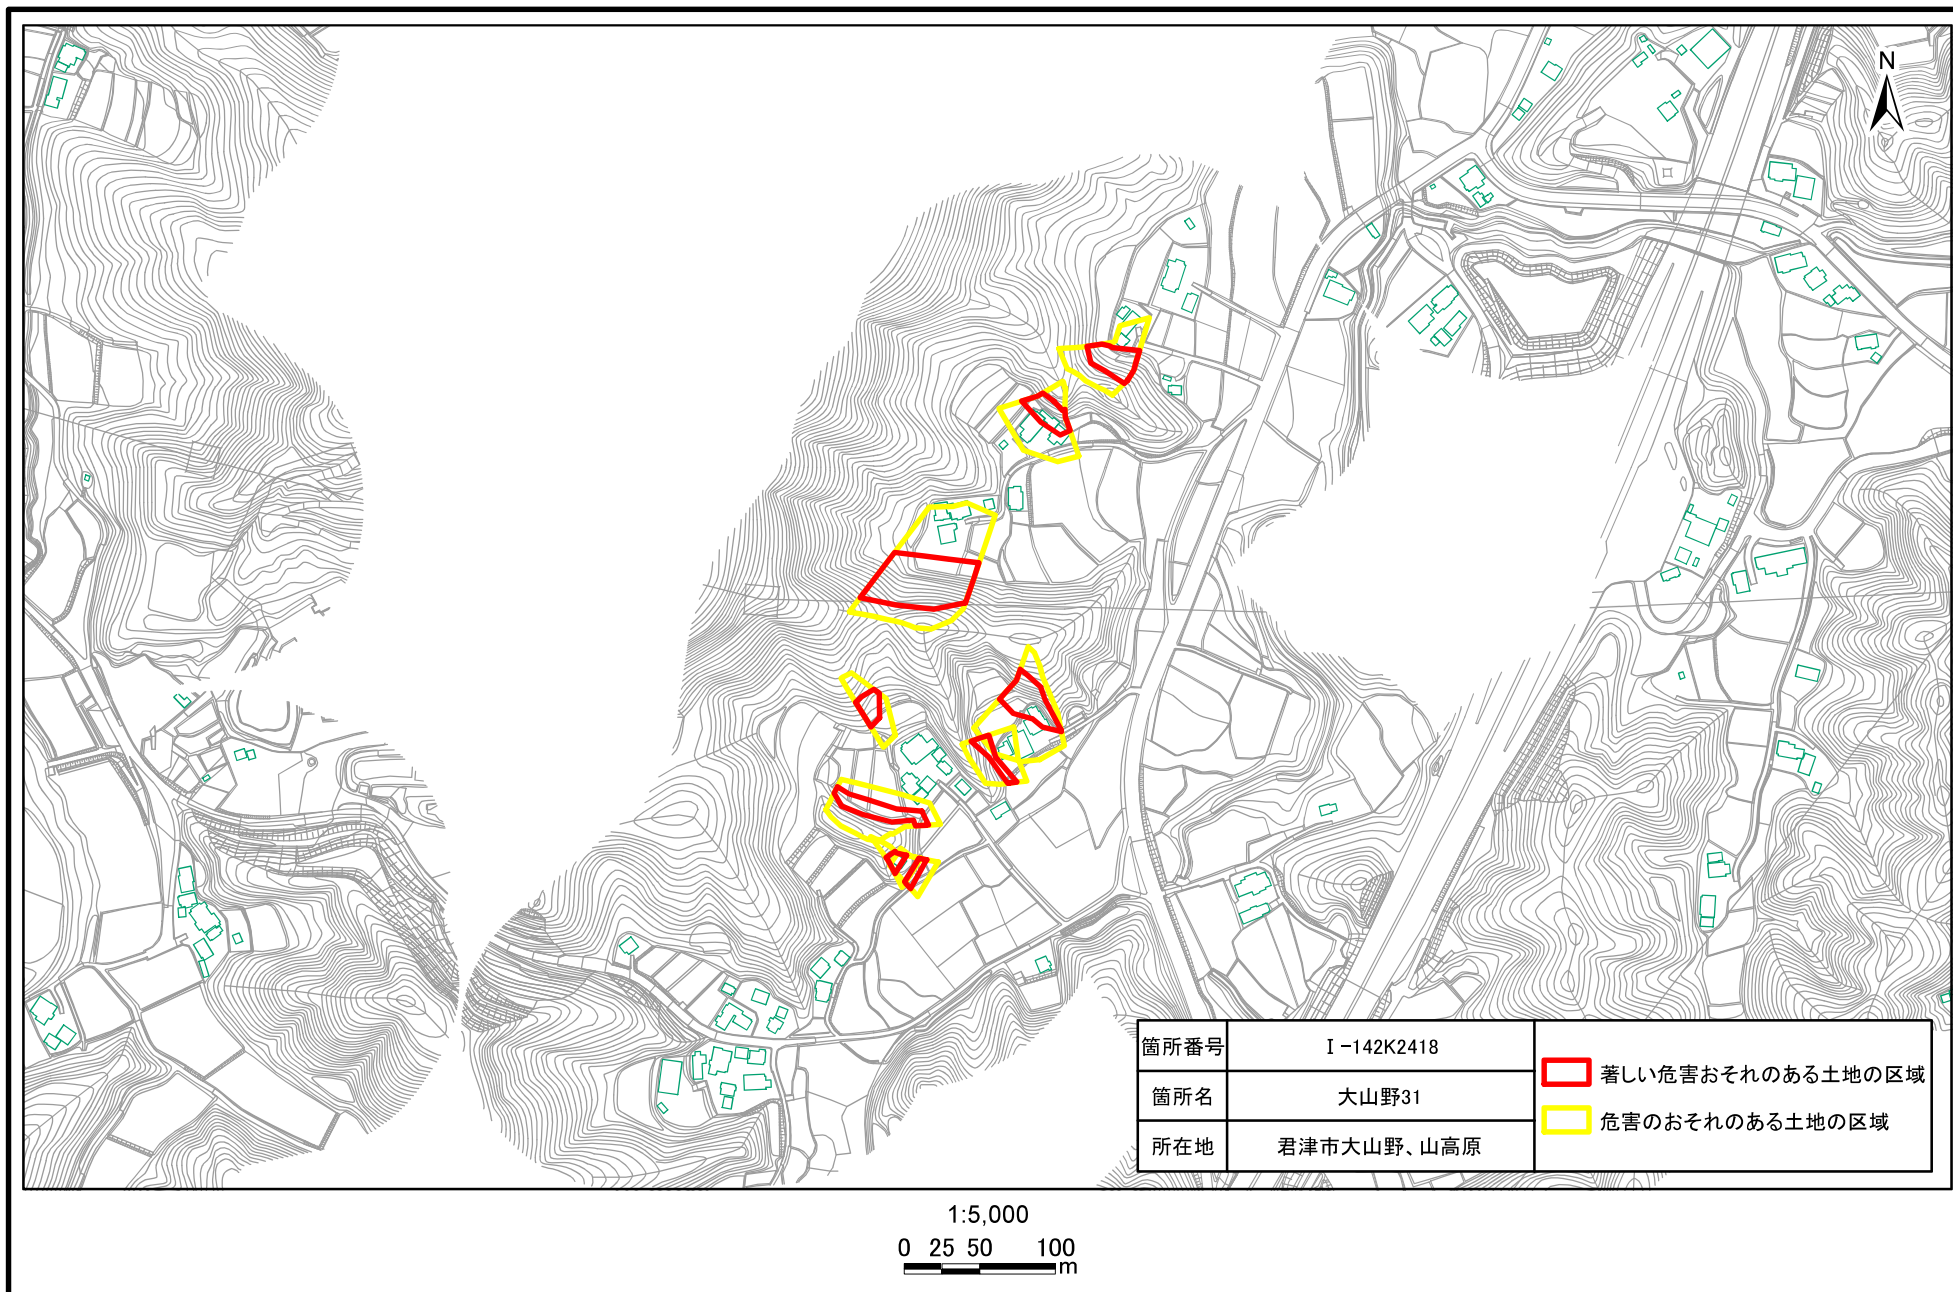 N
箇所番号 I-142K2418
箇所名 大山野31
所在地 君津市大山野、山高原
著しい危害おそれのある土地の区域
危害のおそれのある土地の区域
1:5,000
0 25 50 100
m